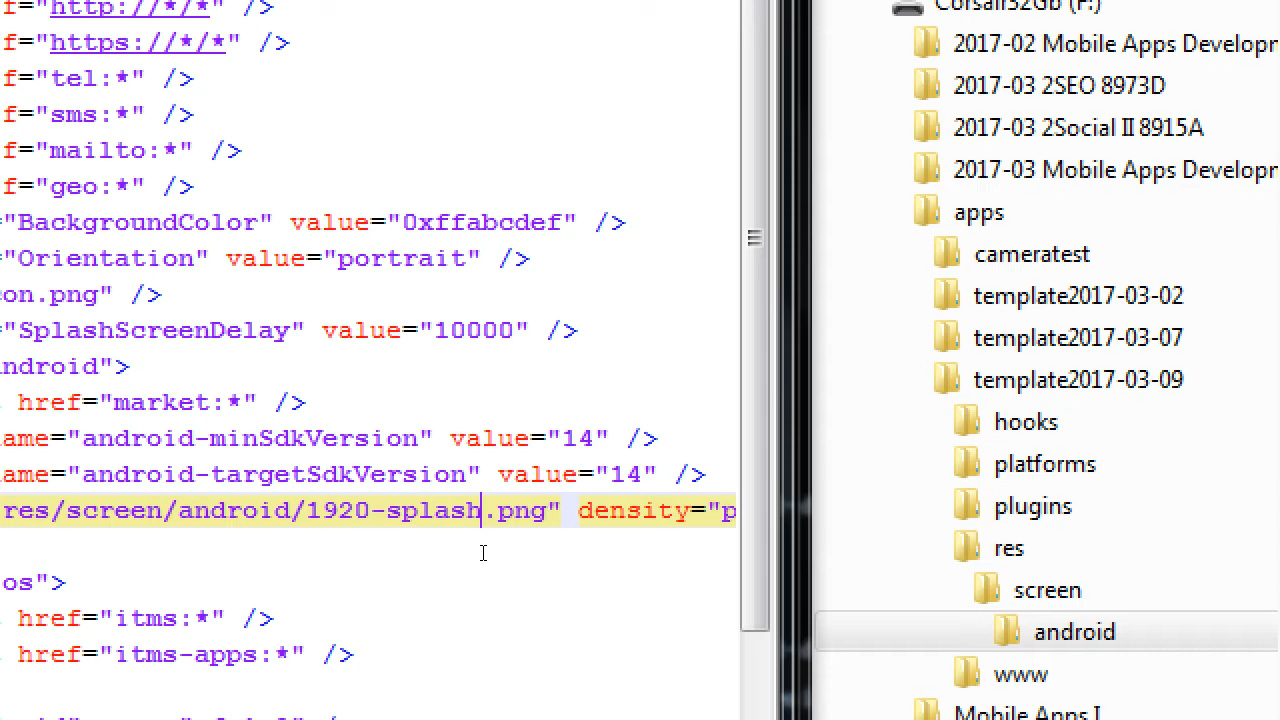 f="http://*/*" />
f="https://*/*" />
f="tel:*" />
f="sms:*" />
f="mailto:*" />
f="geo:*" />
="BackgroundColor" value="0xffabcdef" />
="Orientation" value="portrait" />
con.png" />
="SplashScreenDelay" value="10000" />
android">
href="market:*" />
ame="android-minSdkVersion" value="14" />
ame="android-targetSdkVersion" value="14" />
res/screen/android/1920-splash.png" density="p
os">
href="itms:*" />
href="itms-apps:*" />
Corsair32Gb (F:)
2017-02 Mobile Apps Developr
2017-03 2SEO 8973D
2017-03 2Social II 8915A
2017-03 Mobile Apps Developr
apps
cameratest
template2017-03-02
template2017-03-07
template2017-03-09
hooks
platforms
plugins
res
screen
android
www
Mobile Apps I